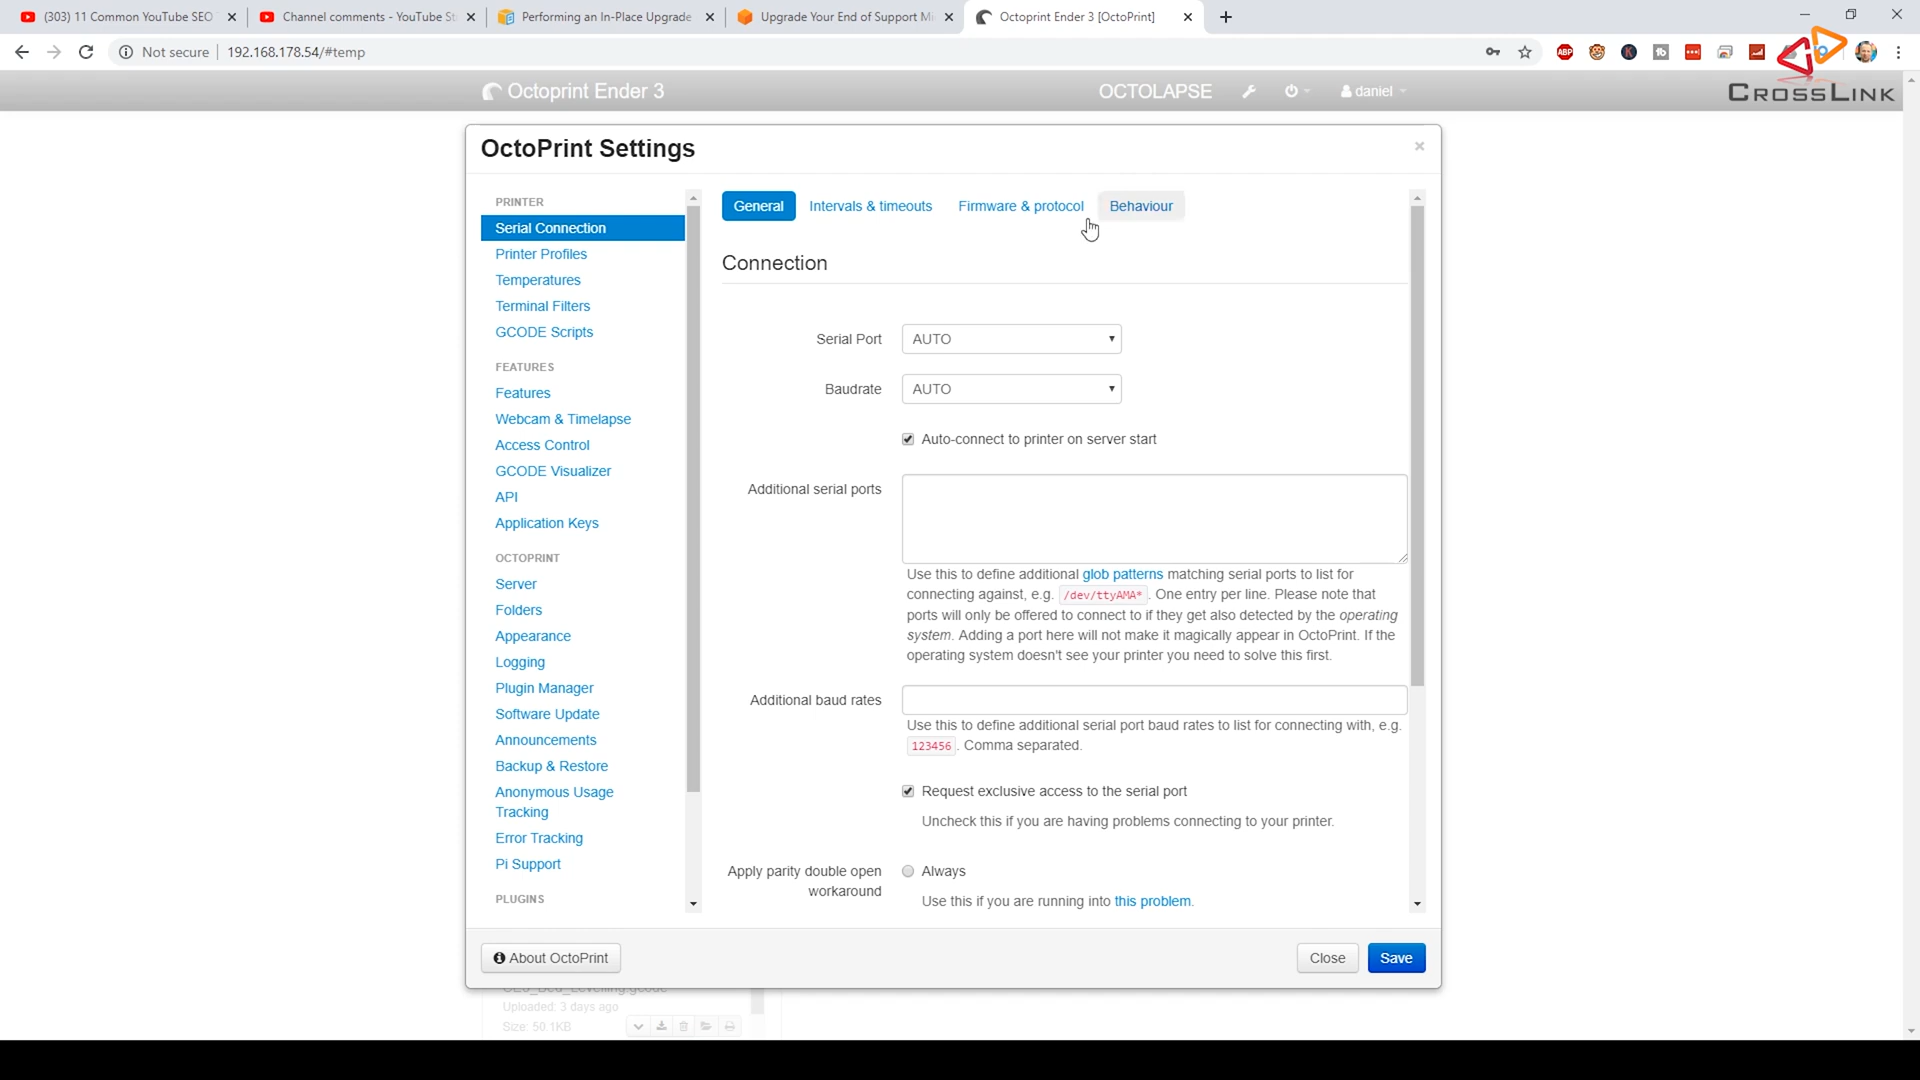 (303) 11 Common YouTube SEO
Channel comments - YouTube St
Performing an In-Place Upgrade
Upgrade Your End of Support Mi
Octoprint Ender 3 [OctoPrint]
Not secure
192.168.178.54/#temp
ABP
Octoprint Ender 3
OCTOLAPSE
daniel
CROSSLINK
OctoPrint Settings
PRINTER
Serial Connection
Printer Profiles
Temperatures
Terminal Filters
GCODE Scripts
FEATURES
Features
Webcam & Timelapse
Access Control
GCODE Visualizer
API
Application Keys
OCTOPRINT
Server
Folders
Appearance
Logging
Plugin Manager
Software Update
Announcements
Backup & Restore
Anonymous Usage
Tracking
Error Tracking
Pi Support
PLUGINS
General
Intervals & timeouts
Firmware & protocol
Behaviour
Connection
Serial Port
AUTO
Baudrate
AUTO
Auto-connect to printer on server start
Additional serial ports
Use this to define additional glob patterns matching serial ports to list for
connecting against, e.g. /dev/ttyAMA* . One entry per line. Please note that
ports will only be offered to connect to if they get also detected by the operating
system. Adding a port here will not make it magically appear in OctoPrint. If the
operating system doesn't see your printer you need to solve this first.
Additional baud rates
Use this to define additional serial port baud rates to list for connecting with, e.g.
123456 . Comma separated.
Request exclusive access to the serial port
Uncheck this if you are having problems connecting to your printer.
Apply parity double open
workaround
Always
Use this if you are running into this problem.
About OctoPrint
Close
Save
CE3_Bed_Levelling.gcode
Uploaded: 3 days ago
Size: 50.1KB